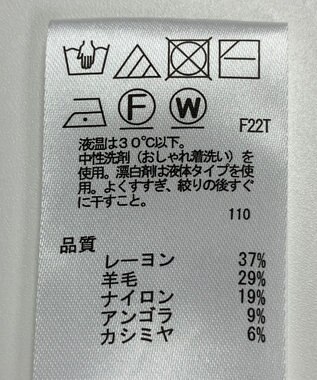 F
W
F22T
液温は30℃以下。
中性洗剤（おしゃれ着洗い）を
使用。漂白剤は液体タイプを使
用。よくすすぎ、絞りの後すぐ
に干すこと。
110
品質
レーヨン 37%
羊毛 29%
ナイロン 19%
アンゴラ 9%
カシミヤ 6%